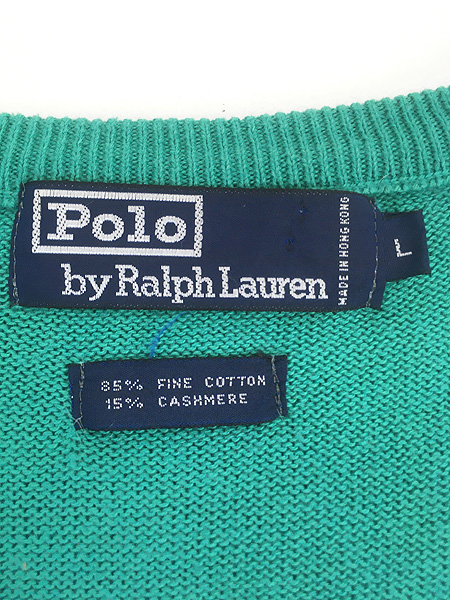 Polo
by Ralph Lauren
MADE IN HONG KONG
L
85% FINE COTTON
15% CASHMERE